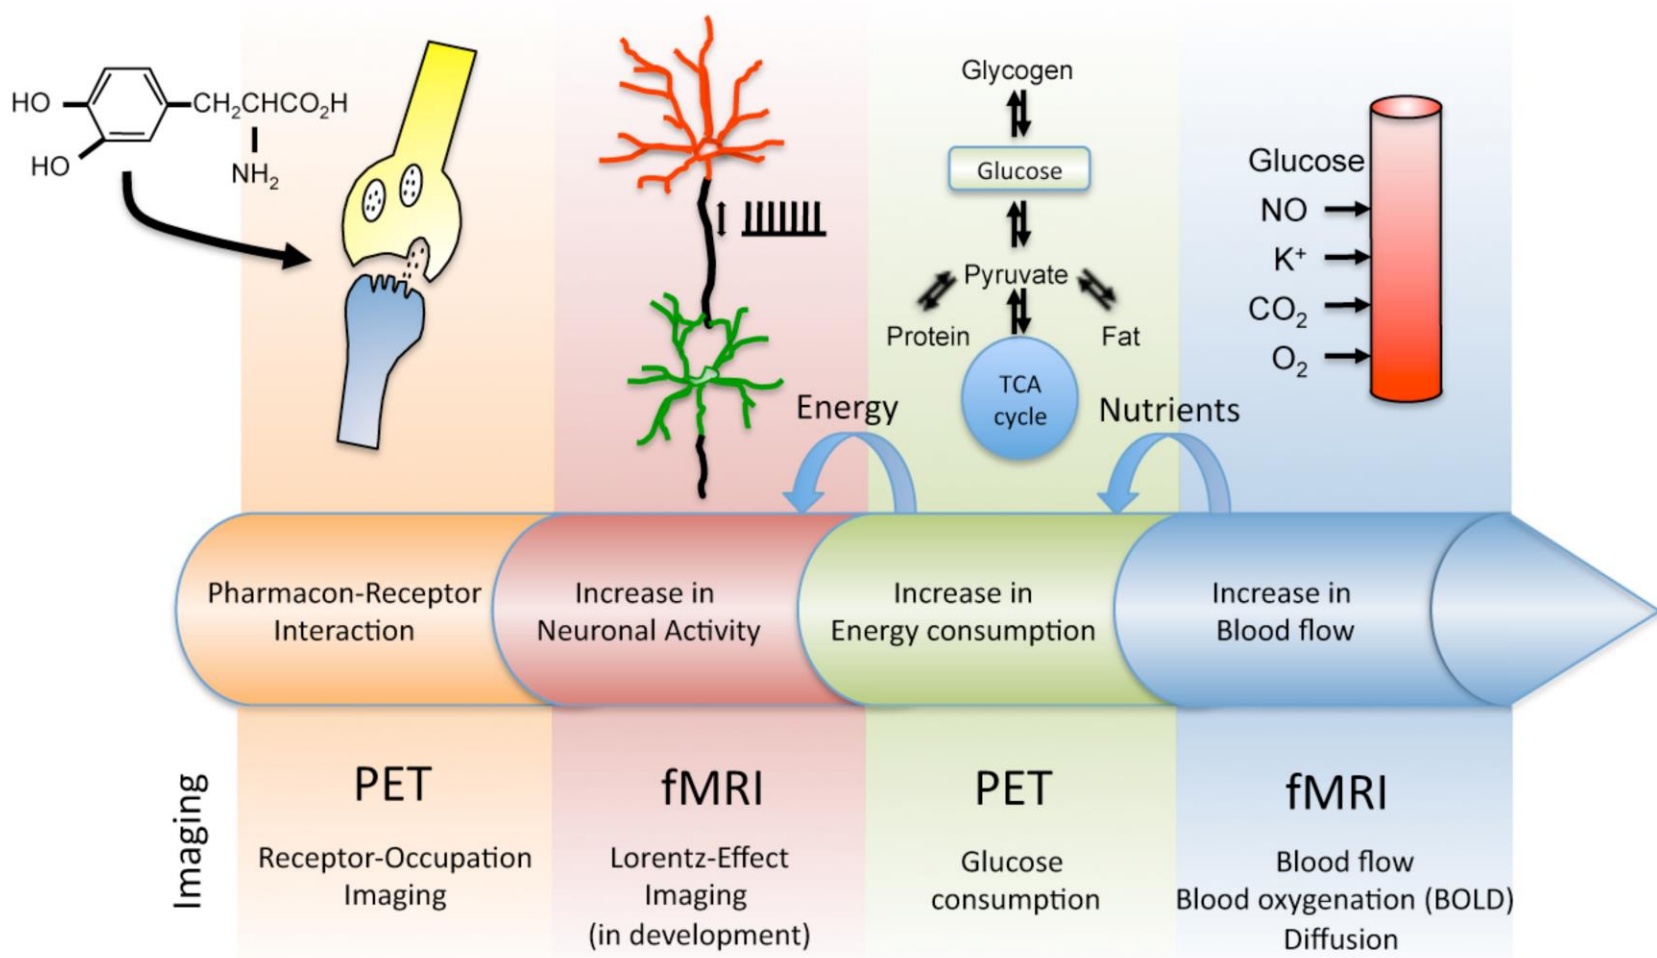 HO
CH₂CHCO₂H
HO
NH₂
Glycogen
Glucose
Pyruvate
Protein
Fat
TCA
cycle
Glucose
NO
K⁺
CO₂
O₂
Energy
Nutrients
Pharmacon-Receptor
Interaction
Increase in
Neuronal Activity
Increase in
Energy consumption
Increase in
Blood flow
Imaging
PET
Receptor-Occupation
Imaging
fMRI
Lorentz-Effect
Imaging
(in development)
PET
Glucose
consumption
fMRI
Blood flow
Blood oxygenation (BOLD)
Diffusion